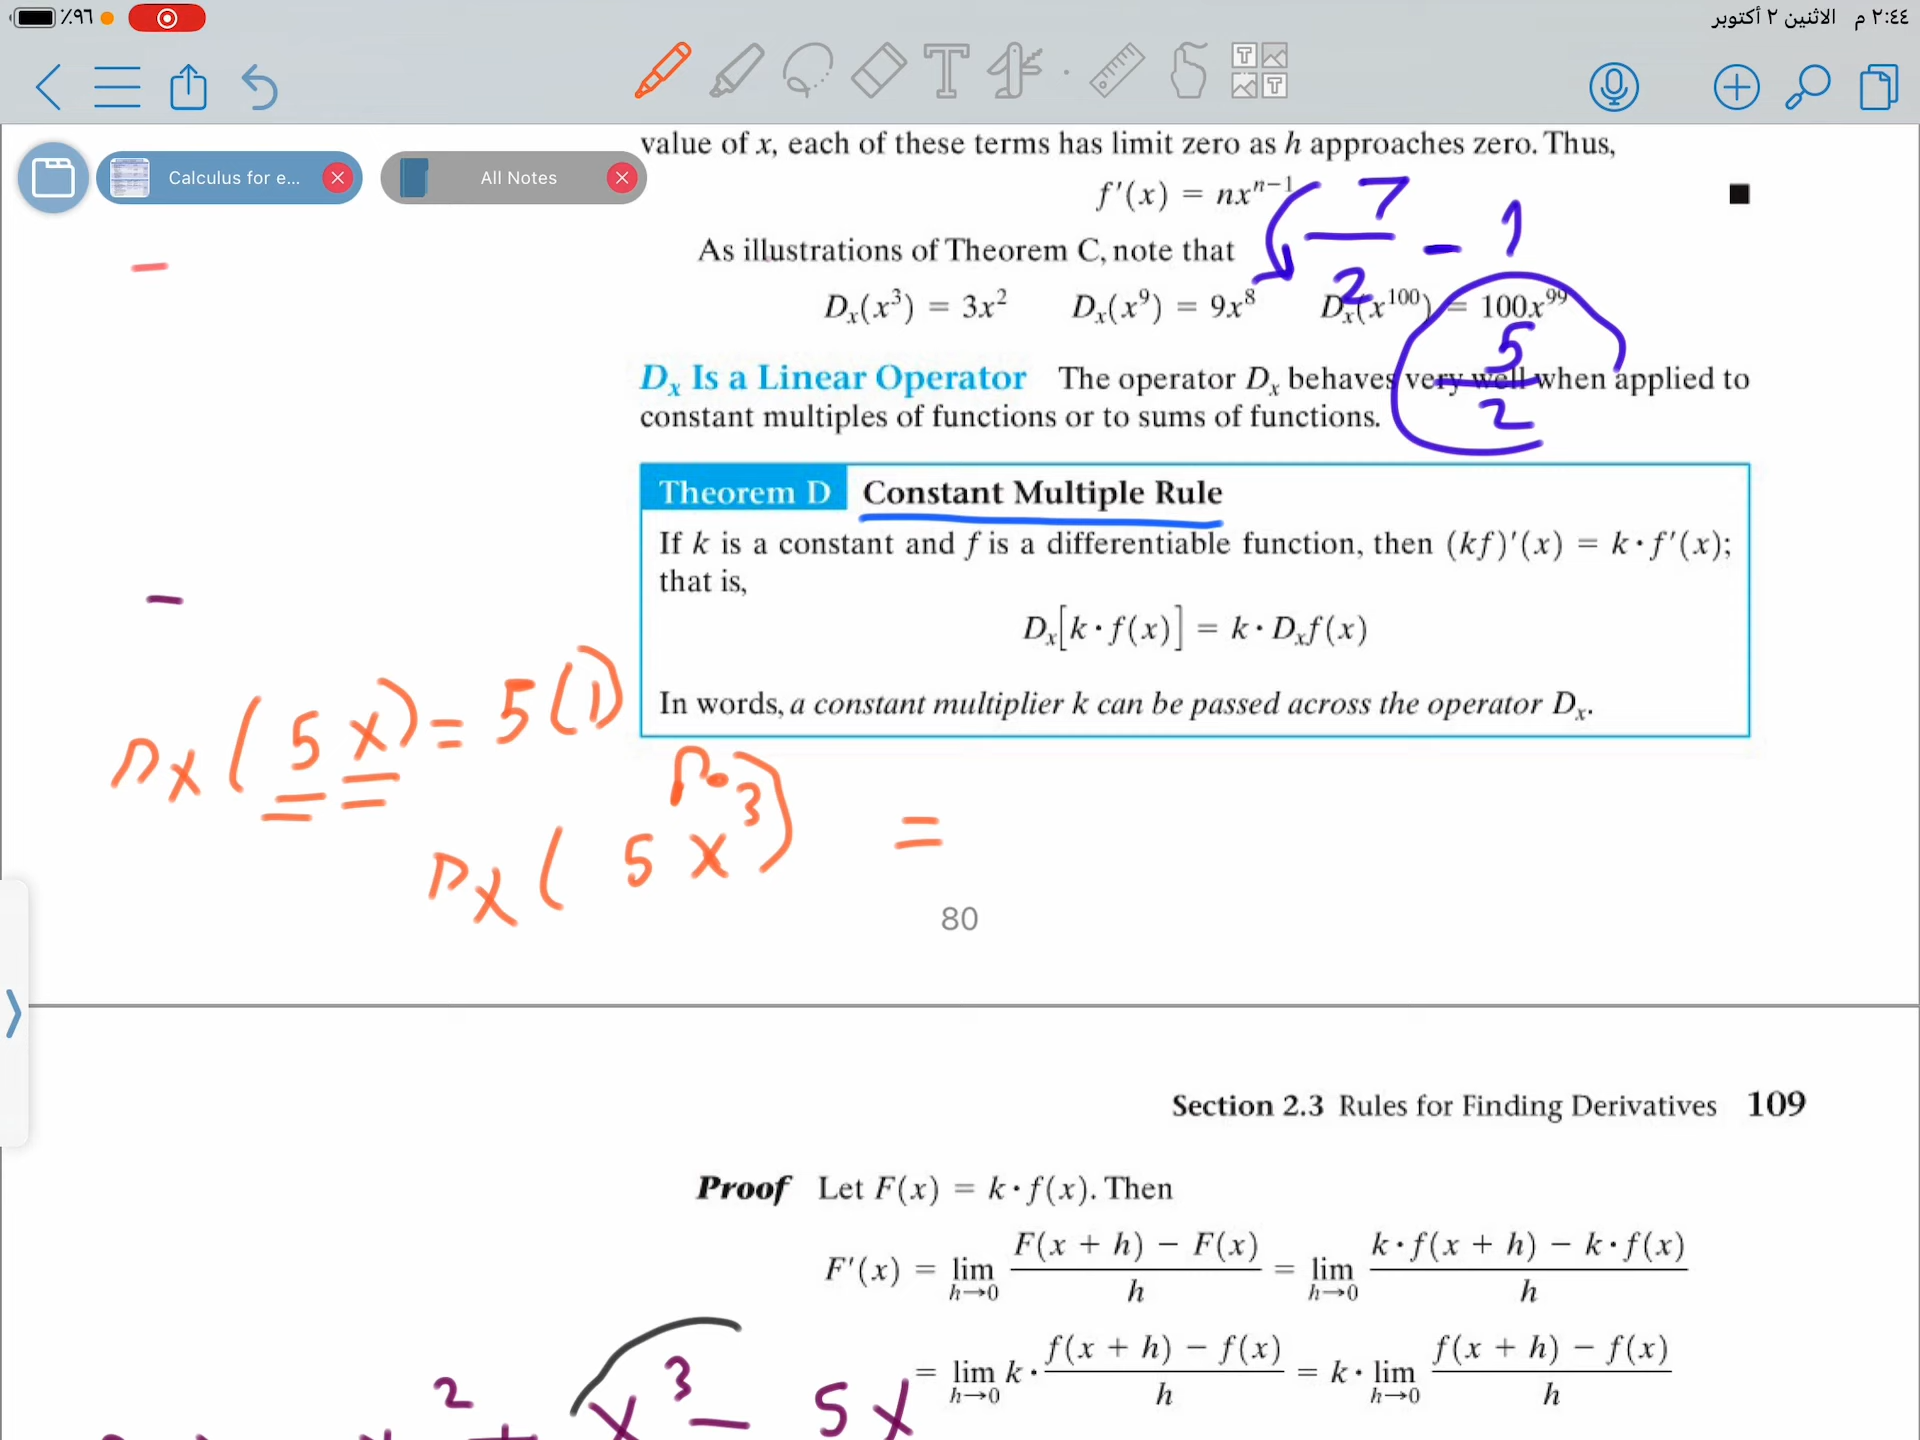 ٪٩٦ ٢:٤٤ م الاثنين ٢ أكتوبر
Calculus for e... All Notes
value of x, each of these terms has limit zero as h approaches zero. Thus,
f'(x) = nxⁿ⁻¹ ■
7/2 - 1
As illustrations of Theorem C, note that
Dₓ(x³) = 3x² Dₓ(x⁹) = 9x⁸ Dₓ(x¹⁰⁰) = 100x⁹⁹
5/2
Dₓ Is a Linear Operator The operator Dₓ behaves very well when applied to
constant multiples of functions or to sums of functions.
Theorem D Constant Multiple Rule
If k is a constant and f is a differentiable function, then (kf)'(x) = k · f'(x);
that is,
Dₓ[k · f(x)] = k · Dₓf(x)
In words, a constant multiplier k can be passed across the operator Dₓ.
Dx(5x) = 5(1)
Dx(5x³) =
80
Section 2.3 Rules for Finding Derivatives 109
Proof Let F(x) = k · f(x). Then
F'(x) = lim h→0 (F(x + h) − F(x))/h = lim h→0 (k · f(x + h) − k · f(x))/h
= lim h→0 k · (f(x + h) − f(x))/h = k · lim h→0 (f(x + h) − f(x))/h
x³ - 5x